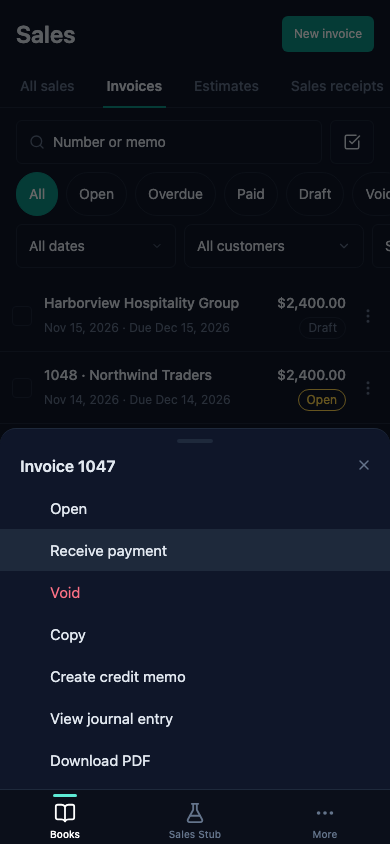 Sales
New invoice
All sales
Invoices
Estimates
Sales receipts
Number or memo
All
Open
Overdue
Paid
Draft
Voi
All dates
All customers
S
Harborview Hospitality Group
$2,400.00
Nov 15, 2026 · Due Dec 15, 2026
Draft
1048 · Northwind Traders
$2,400.00
Nov 14, 2026 · Due Dec 14, 2026
Open
Invoice 1047
Open
Receive payment
Void
Copy
Create credit memo
View journal entry
Download PDF
Books
Sales Stub
More